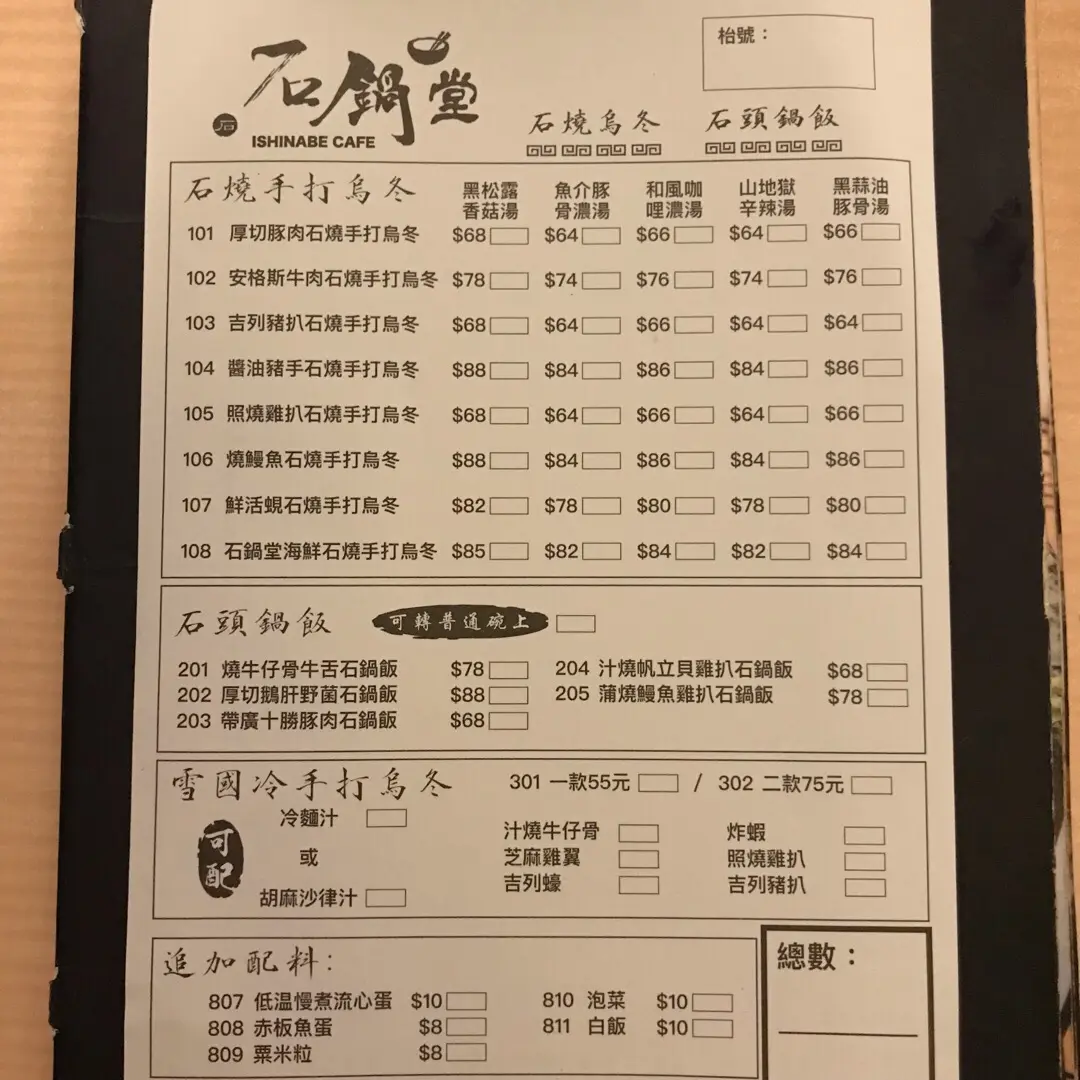 石鍋堂
石
ISHINABE CAFE
枱號：
石燒烏冬 石頭鍋飯
石燒手打烏冬 黑松露香菇湯 魚介豚骨濃湯 和風咖哩濃湯 山地獄辛辣湯 黑蒜油豚骨湯
101 厚切豚肉石燒手打烏冬 $68 $64 $66 $64 $66
102 安格斯牛肉石燒手打烏冬 $78 $74 $76 $74 $76
103 吉列豬扒石燒手打烏冬 $68 $64 $66 $64 $64
104 醬油豬手石燒手打烏冬 $88 $84 $86 $84 $86
105 照燒雞扒石燒手打烏冬 $68 $64 $66 $64 $66
106 燒鰻魚石燒手打烏冬 $88 $84 $86 $84 $86
107 鮮活蜆石燒手打烏冬 $82 $78 $80 $78 $80
108 石鍋堂海鮮石燒手打烏冬 $85 $82 $84 $82 $84
石頭鍋飯 可轉普通碗上
201 燒牛仔骨牛舌石鍋飯 $78 204 汁燒帆立貝雞扒石鍋飯 $68
202 厚切鵝肝野菌石鍋飯 $88 205 蒲燒鰻魚雞扒石鍋飯 $78
203 帶廣十勝豚肉石鍋飯 $68
雪國冷手打烏冬 301 一款55元 / 302 二款75元
可配
冷麵汁
或
胡麻沙律汁
汁燒牛仔骨 炸蝦
芝麻雞翼 照燒雞扒
吉列蠔 吉列豬扒
追加配料：
807 低温慢煮流心蛋 $10 810 泡菜 $10
808 赤板魚蛋 $8 811 白飯 $10
809 粟米粒 $8
總數：